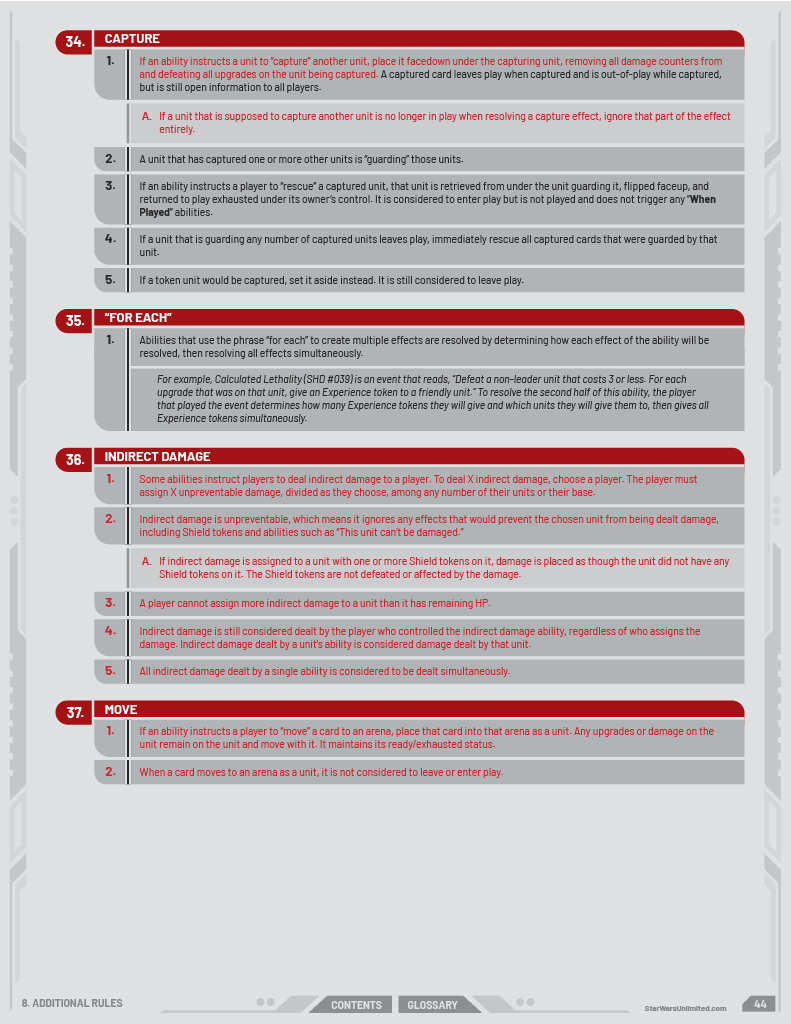 34. CAPTURE
1. If an ability instructs a unit to “capture” another unit, place it facedown under the capturing unit, removing all damage counters from
and defeating all upgrades on the unit being captured. A captured card leaves play when captured and is out-of-play while captured,
but is still open information to all players.
A. If a unit that is supposed to capture another unit is no longer in play when resolving a capture effect, ignore that part of the effect
entirely.
2. A unit that has captured one or more other units is “guarding” those units.
3. If an ability instructs a player to “rescue” a captured unit, that unit is retrieved from under the unit guarding it, flipped faceup, and
returned to play exhausted under its owner’s control. It is considered to enter play but is not played and does not trigger any “When
Played” abilities.
4. If a unit that is guarding any number of captured units leaves play, immediately rescue all captured cards that were guarded by that
unit.
5. If a token unit would be captured, set it aside instead. It is still considered to leave play.
35. “FOR EACH”
1. Abilities that use the phrase “for each” to create multiple effects are resolved by determining how each effect of the ability will be
resolved, then resolving all effects simultaneously.
For example, Calculated Lethality (SHD #039) is an event that reads, “Defeat a non-leader unit that costs 3 or less. For each
upgrade that was on that unit, give an Experience token to a friendly unit.” To resolve the second half of this ability, the player
that played the event determines how many Experience tokens they will give and which units they will give them to, then gives all
Experience tokens simultaneously.
36. INDIRECT DAMAGE
1. Some abilities instruct players to deal indirect damage to a player. To deal X indirect damage, choose a player. The player must
assign X unpreventable damage, divided as they choose, among any number of their units or their base.
2. Indirect damage is unpreventable, which means it ignores any effects that would prevent the chosen unit from being dealt damage,
including Shield tokens and abilities such as “This unit can’t be damaged.”
A. If indirect damage is assigned to a unit with one or more Shield tokens on it, damage is placed as though the unit did not have any
Shield tokens on it. The Shield tokens are not defeated or affected by the damage.
3. A player cannot assign more indirect damage to a unit than it has remaining HP.
4. Indirect damage is still considered dealt by the player who controlled the indirect damage ability, regardless of who assigns the
damage. Indirect damage dealt by a unit’s ability is considered damage dealt by that unit.
5. All indirect damage dealt by a single ability is considered to be dealt simultaneously.
37. MOVE
1. If an ability instructs a player to “move” a card to an arena, place that card into that arena as a unit. Any upgrades or damage on the
unit remain on the unit and move with it. It maintains its ready/exhausted status.
2. When a card moves to an arena as a unit, it is not considered to leave or enter play.
8. ADDITIONAL RULES
CONTENTS
GLOSSARY
StarWarsUnlimited.com
44